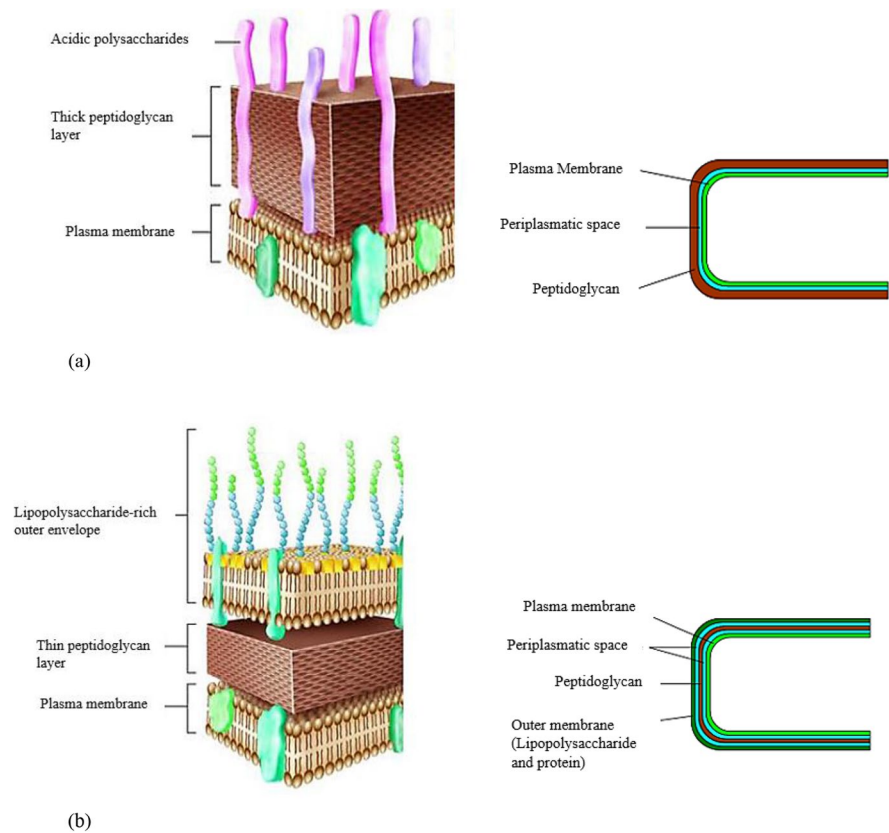 Acidic polysaccharides
Thick peptidoglycan
layer
Plasma membrane
Plasma Membrane
Periplasmatic space
Peptidoglycan
(a)
Lipopolysaccharide-rich
outer envelope
Thin peptidoglycan
layer
Plasma membrane
Plasma membrane
Periplasmatic space
Peptidoglycan
Outer membrane
(Lipopolysaccharide
and protein)
(b)